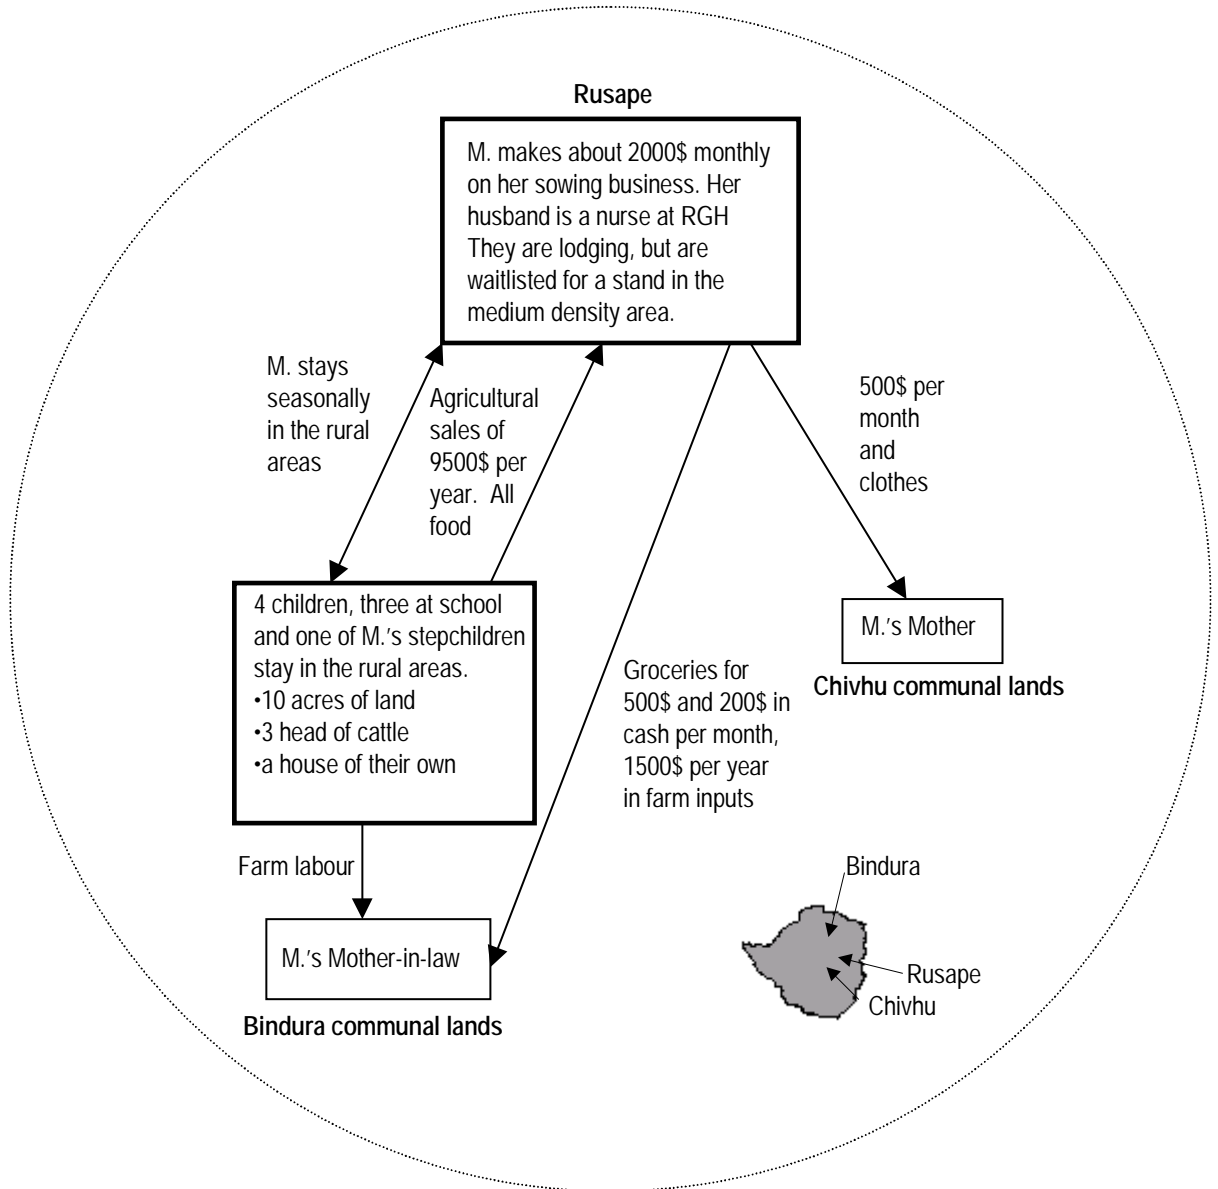 Rusape
M. makes about 2000$ monthly
on her sowing business. Her
husband is a nurse at RGH
They are lodging, but are
waitlisted for a stand in the
medium density area.
M. stays
seasonally
in the rural
areas
Agricultural
sales of
9500$ per
year.  All
food
500$ per
month
and
clothes
4 children, three at school
and one of M.'s stepchildren
stay in the rural areas.
•10 acres of land
•3 head of cattle
•a house of their own
M.'s Mother
Chivhu communal lands
Groceries for
500$ and 200$ in
cash per month,
1500$ per year
in farm inputs
Farm labour
M.'s Mother-in-law
Bindura communal lands
Bindura
Rusape
Chivhu